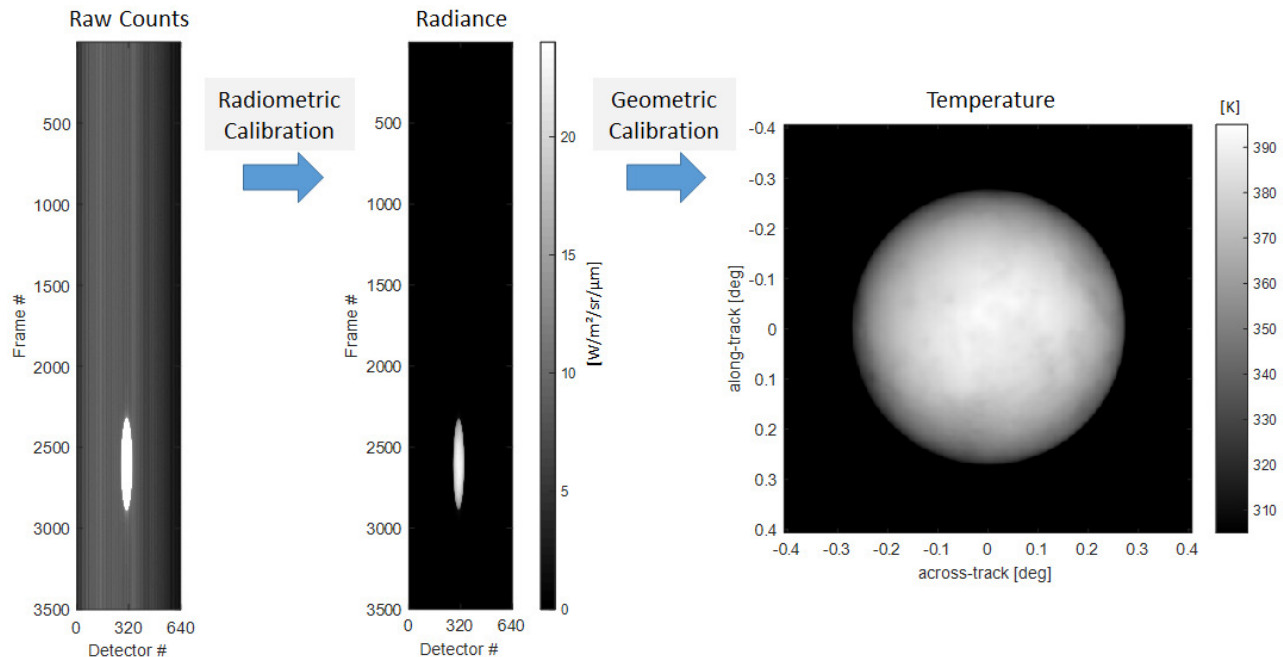 Raw Counts
500
1000
1500
2000
2500
3000
3500
Frame #
0 320 640
Detector #
Radiometric
Calibration
Radiance
500
1000
1500
2000
2500
3000
3500
Frame #
0 320 640
Detector #
20
15
10
5
0
[W/m²/sr/μm]
Geometric
Calibration
Temperature
-0.4
-0.3
-0.2
-0.1
0
0.1
0.2
0.3
0.4
along-track [deg]
-0.4 -0.3 -0.2 -0.1 0 0.1 0.2 0.3 0.4
across-track [deg]
[K]
390
380
370
360
350
340
330
320
310